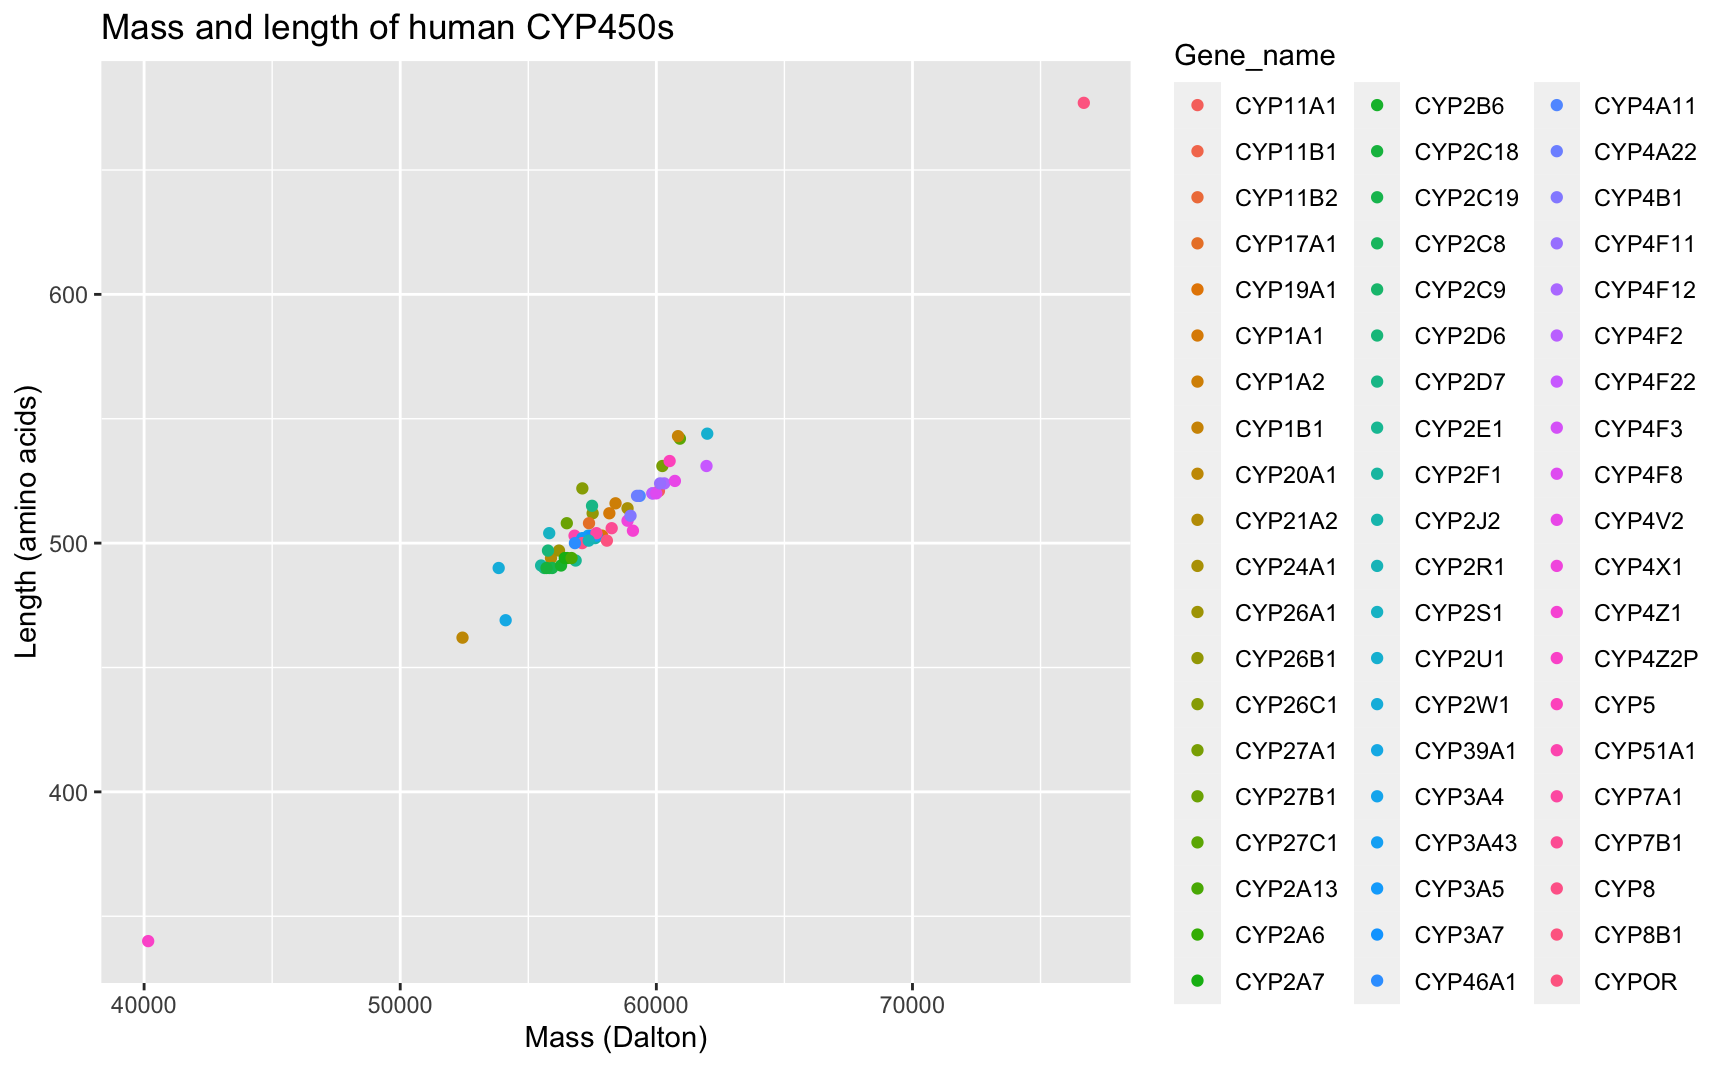 Mass and length of human CYP450s
Length (amino acids)
600
500
400
40000 50000 60000 70000
Mass (Dalton)
Gene_name
CYP11A1 CYP2B6 CYP4A11
CYP11B1 CYP2C18 CYP4A22
CYP11B2 CYP2C19 CYP4B1
CYP17A1 CYP2C8 CYP4F11
CYP19A1 CYP2C9 CYP4F12
CYP1A1 CYP2D6 CYP4F2
CYP1A2 CYP2D7 CYP4F22
CYP1B1 CYP2E1 CYP4F3
CYP20A1 CYP2F1 CYP4F8
CYP21A2 CYP2J2 CYP4V2
CYP24A1 CYP2R1 CYP4X1
CYP26A1 CYP2S1 CYP4Z1
CYP26B1 CYP2U1 CYP4Z2P
CYP26C1 CYP2W1 CYP5
CYP27A1 CYP39A1 CYP51A1
CYP27B1 CYP3A4 CYP7A1
CYP27C1 CYP3A43 CYP7B1
CYP2A13 CYP3A5 CYP8
CYP2A6 CYP3A7 CYP8B1
CYP2A7 CYP46A1 CYPOR